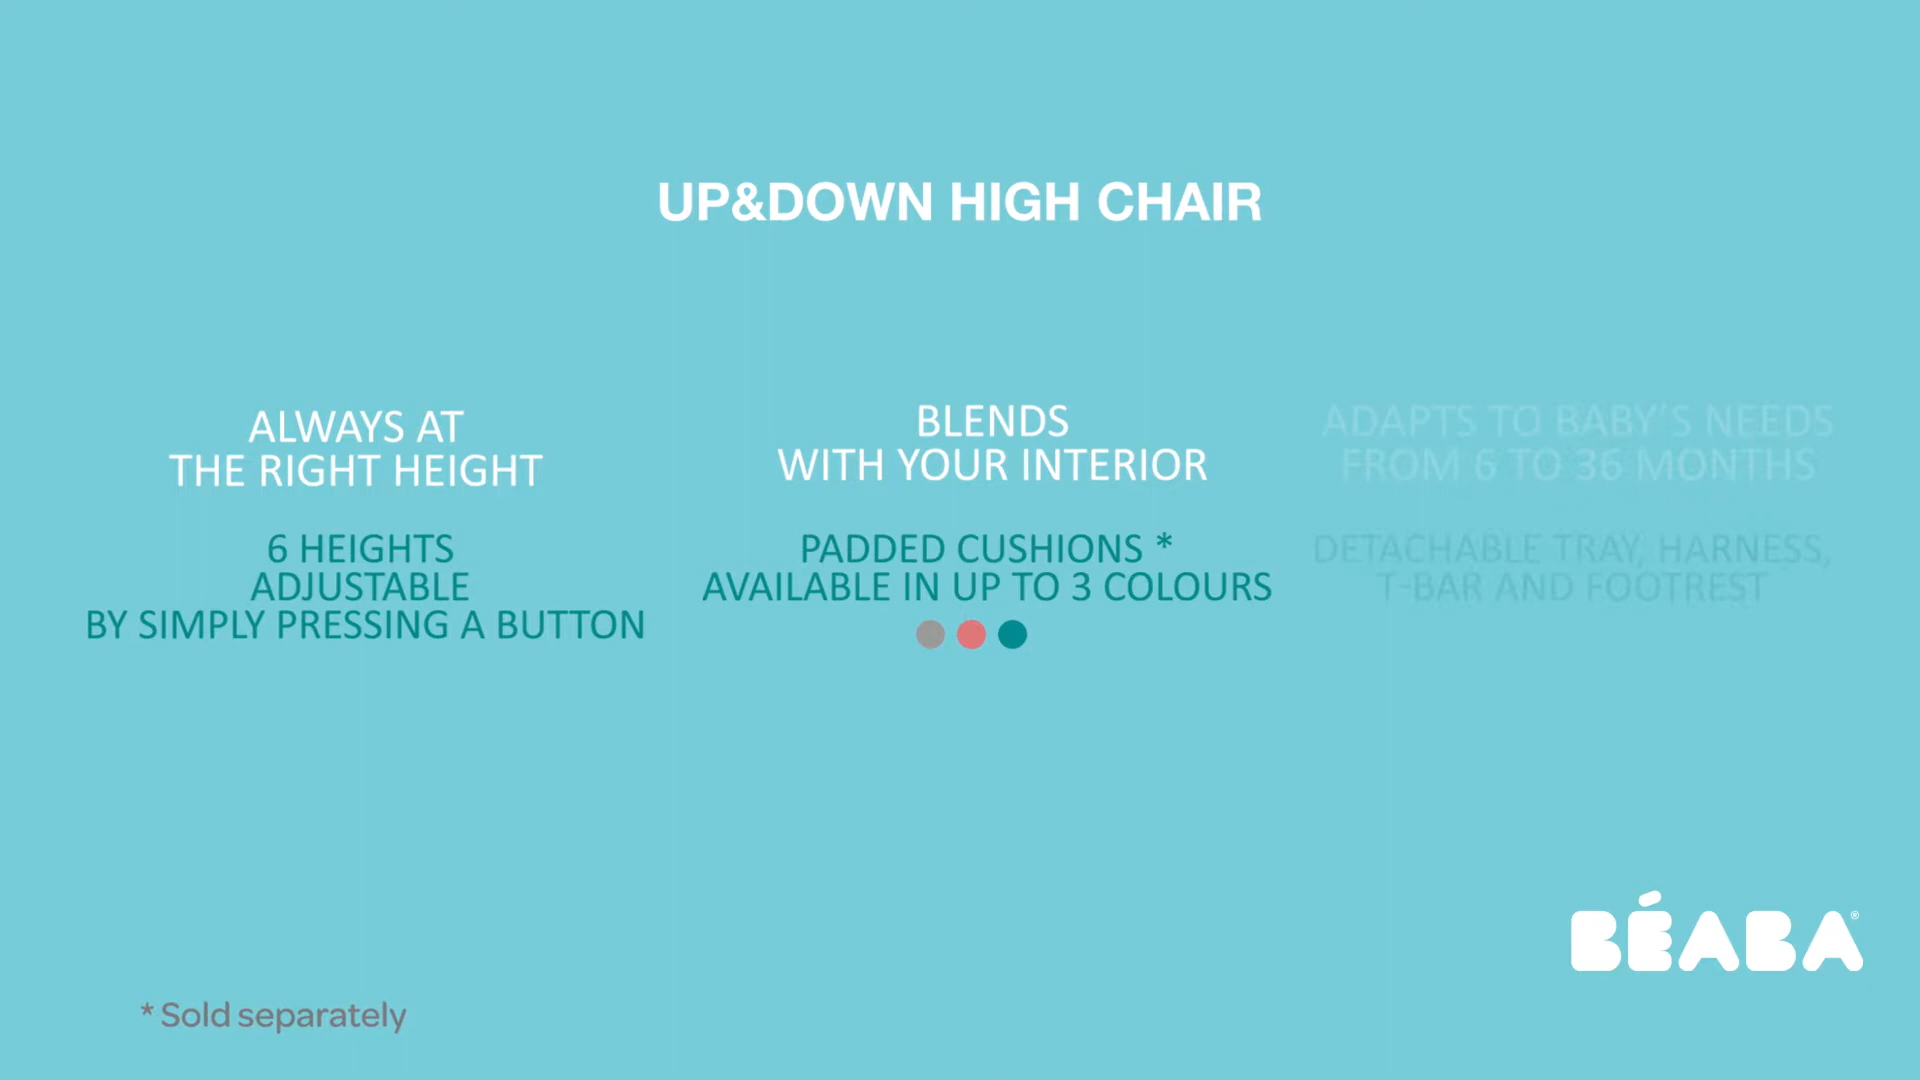 UP&DOWN HIGH CHAIR
ALWAYS AT
THE RIGHT HEIGHT
6 HEIGHTS
ADJUSTABLE
BY SIMPLY PRESSING A BUTTON
BLENDS
WITH YOUR INTERIOR
PADDED CUSHIONS *
AVAILABLE IN UP TO 3 COLOURS
ADAPTS TO BABY'S NEEDS
FROM 6 TO 36 MONTHS
DETACHABLE TRAY, HARNESS,
T-BAR AND FOOTREST
BÉABA®
* Sold separately